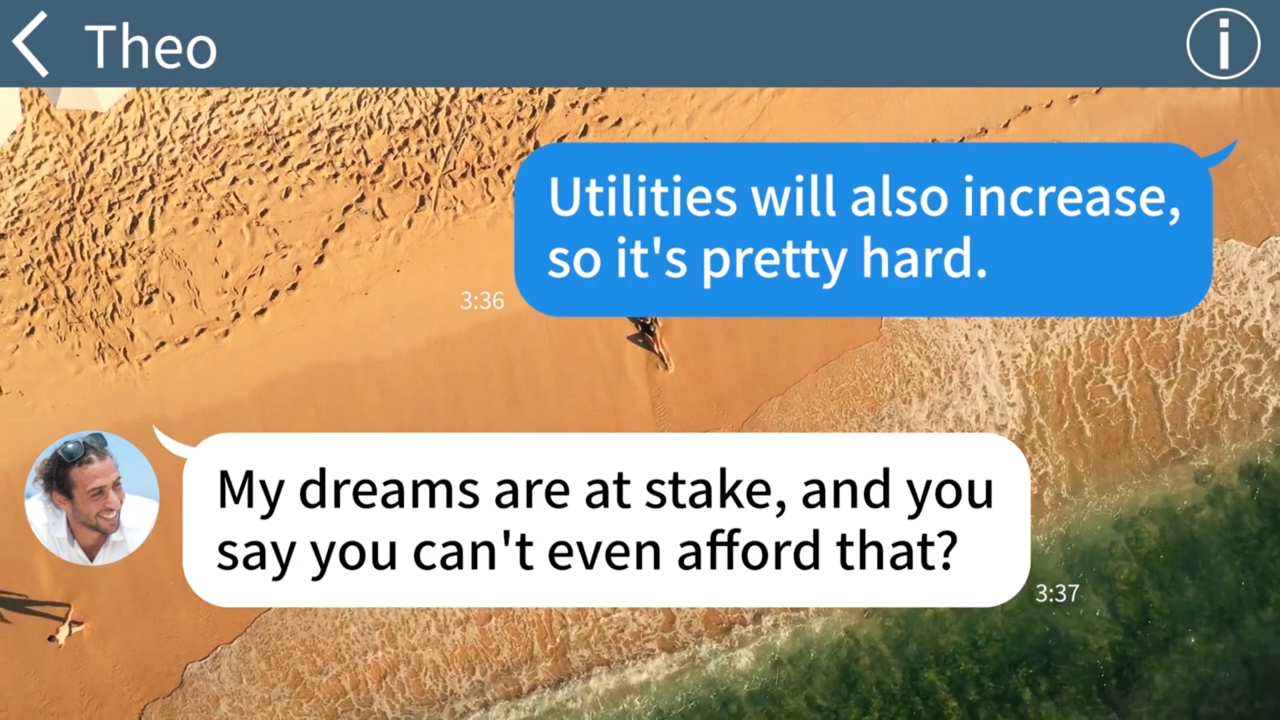 Theo
i
Utilities will also increase,
so it's pretty hard.
3:36
My dreams are at stake, and you
say you can't even afford that?
3:37